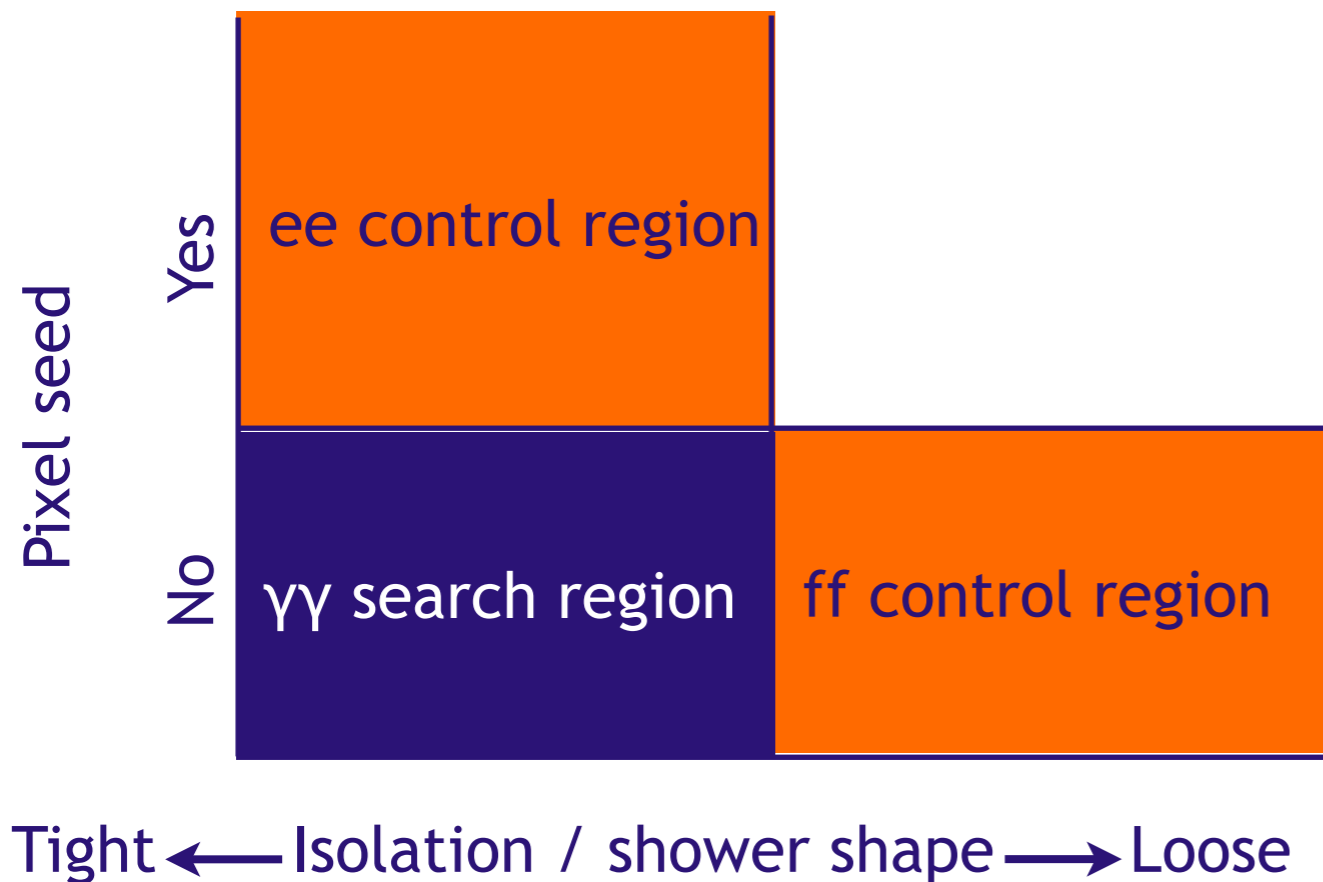 Pixel seed
Yes
ee control region
No
γγ search region
ff control region
Tight
Isolation / shower shape
Loose